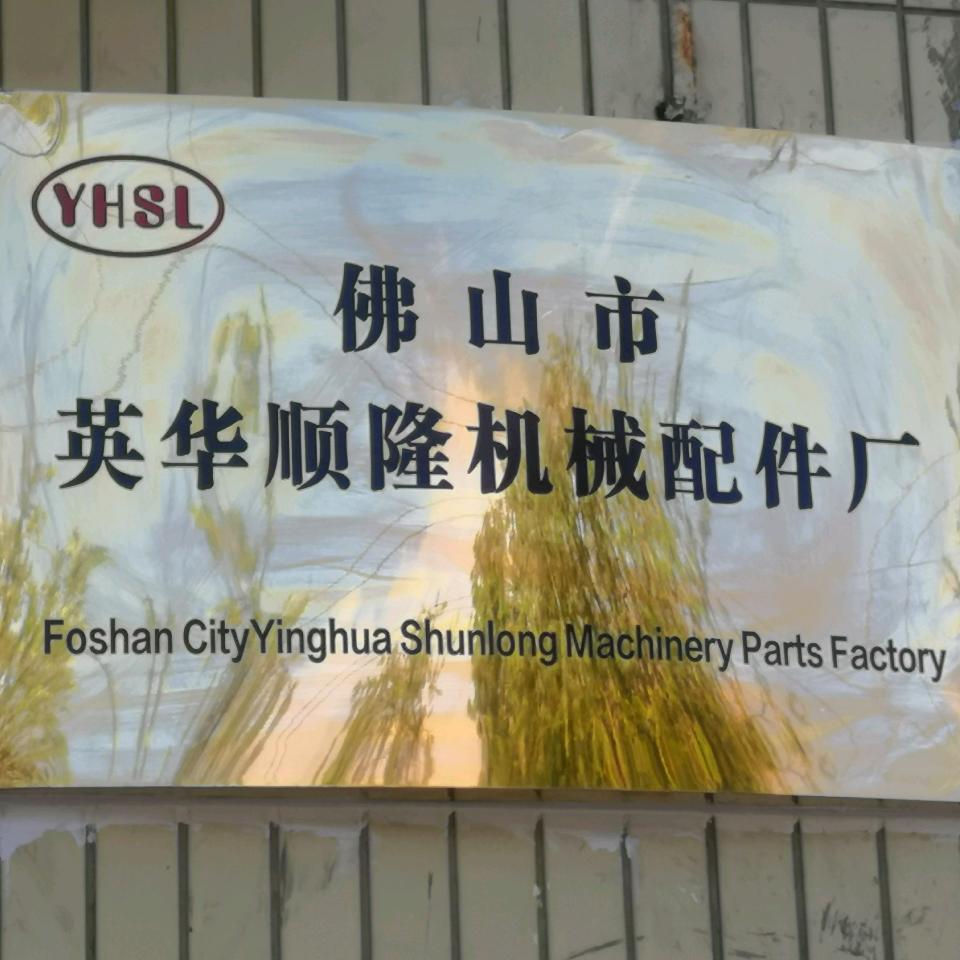 YHSL
佛山市
英华顺隆机械配件厂
Foshan CityYinghua Shunlong Machinery Parts Factory